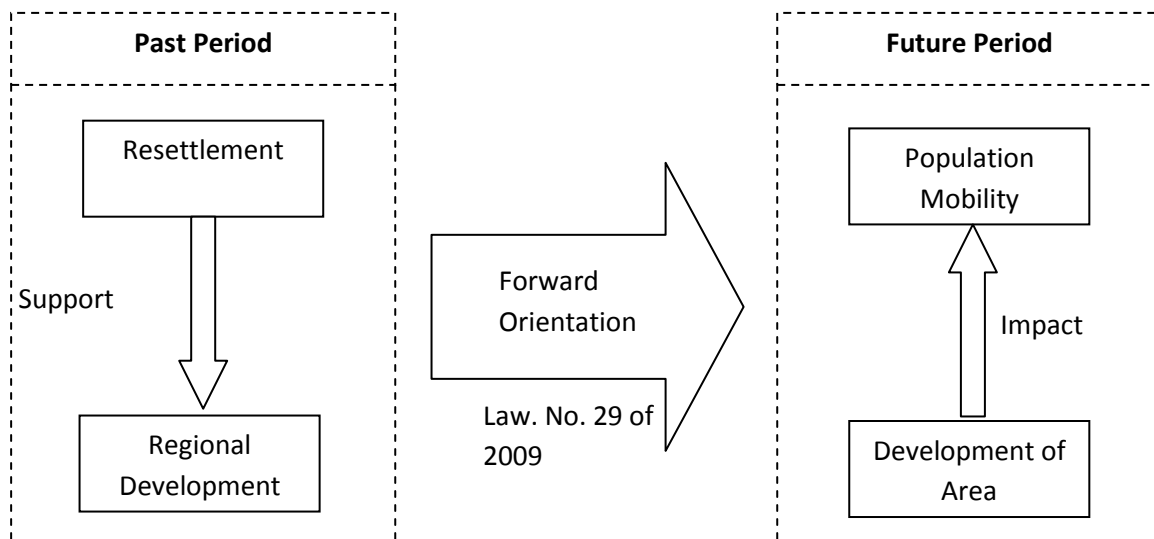 Past Period
Resettlement
Support
Regional
Development
Forward
Orientation
Law. No. 29 of
2009
Future Period
Population
Mobility
Impact
Development of
Area